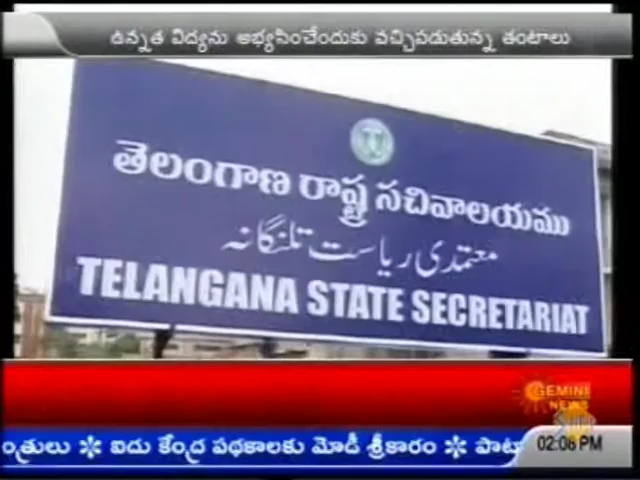 ఉన్నత విద్యను అభ్యసించేందుకు వచ్చిపడుతున్న తంటాలు
తెలంగాణ రాష్ట్ర సచివాలయము
معتمدی ریاست تلنگانہ
TELANGANA STATE SECRETARIAT
GEMINI
NEWS
ంత్రులు ✼ ఐదు కేంద్ర పథకాలకు మోడీ శ్రీకారం ✼ పాట
02:08 PM